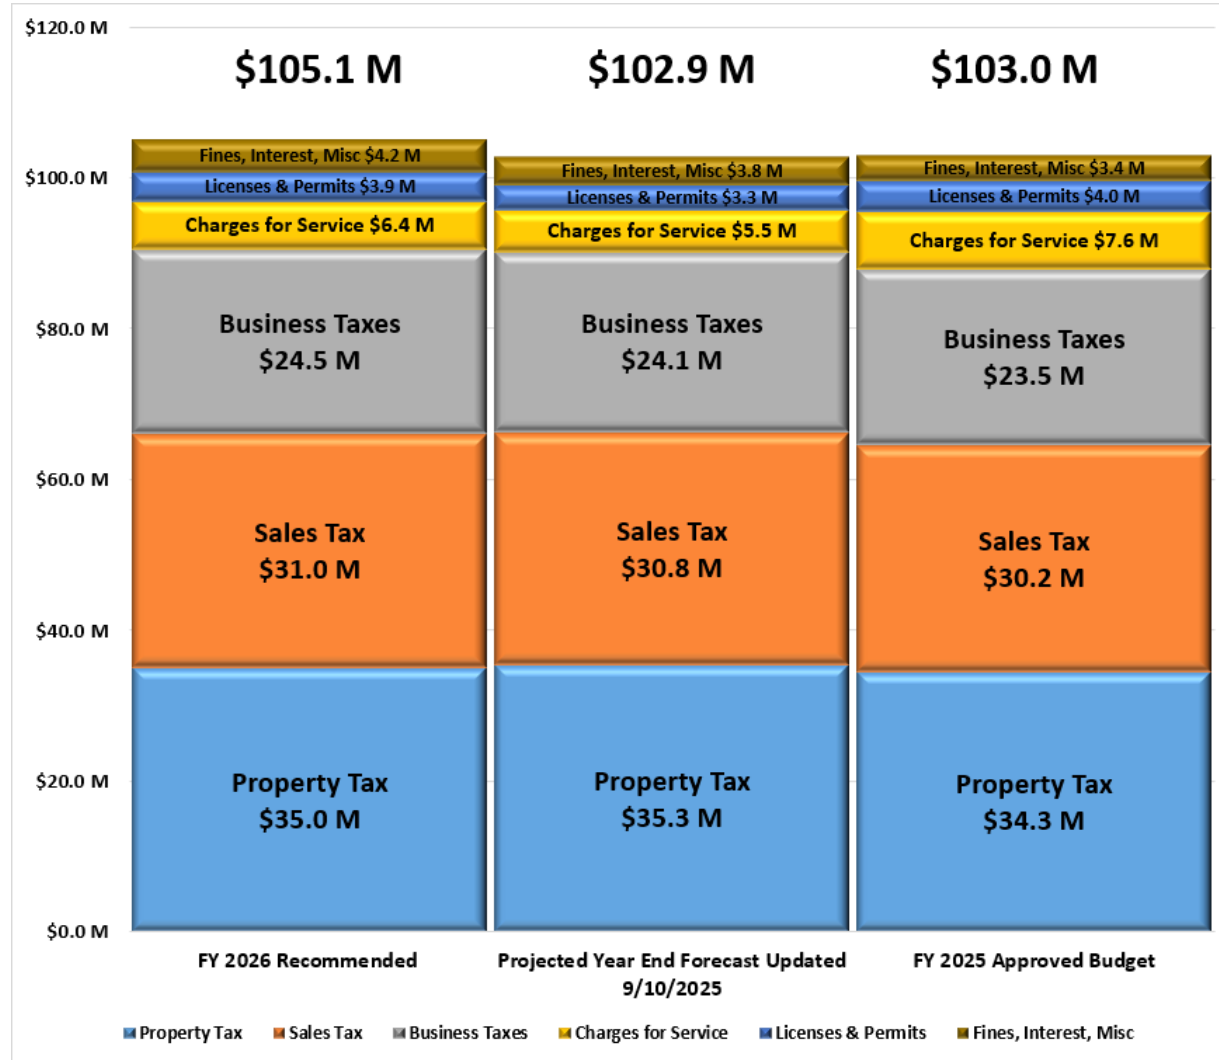 $120.0 M
$105.1 M
$102.9 M
$103.0 M
Fines, Interest, Misc $4.2 M
Fines, Interest, Misc $3.8 M
Fines, Interest, Misc $3.4 M
$100.0 M
Licenses & Permits $3.9 M
Licenses & Permits $3.3 M
Licenses & Permits $4.0 M
Charges for Service $6.4 M
Charges for Service $5.5 M
Charges for Service $7.6 M
$80.0 M
Business Taxes
$24.5 M
Business Taxes
$24.1 M
Business Taxes
$23.5 M
$60.0 M
Sales Tax
$31.0 M
Sales Tax
$30.8 M
Sales Tax
$30.2 M
$40.0 M
$20.0 M
Property Tax
$35.0 M
Property Tax
$35.3 M
Property Tax
$34.3 M
$0.0 M
FY 2026 Recommended
Projected Year End Forecast Updated
9/10/2025
FY 2025 Approved Budget
Property Tax
Sales Tax
Business Taxes
Charges for Service
Licenses & Permits
Fines, Interest, Misc